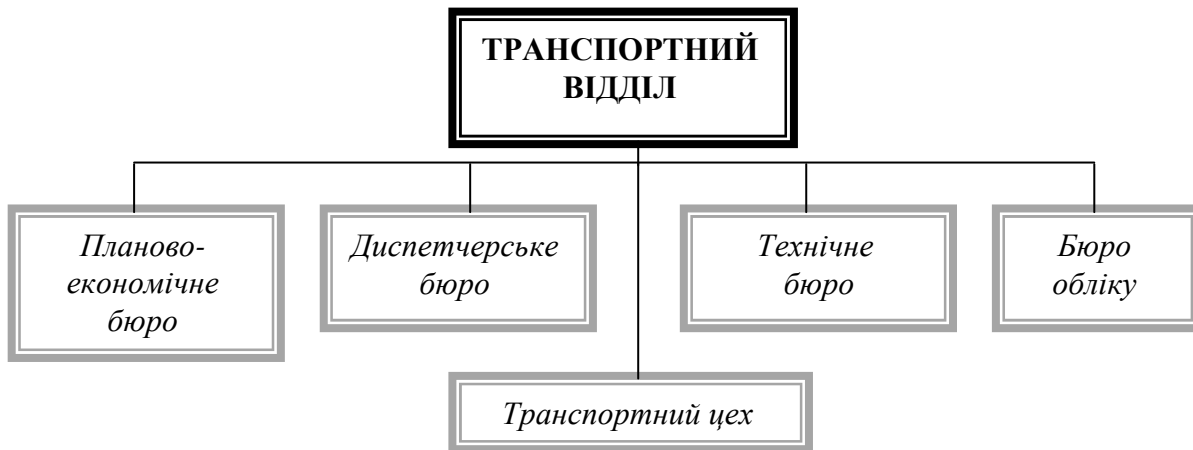 ТРАНСПОРТНИЙ
ВІДДІЛ
Планово-
економічне
бюро
Диспетчерське
бюро
Технічне
бюро
Бюро
обліку
Транспортний цех